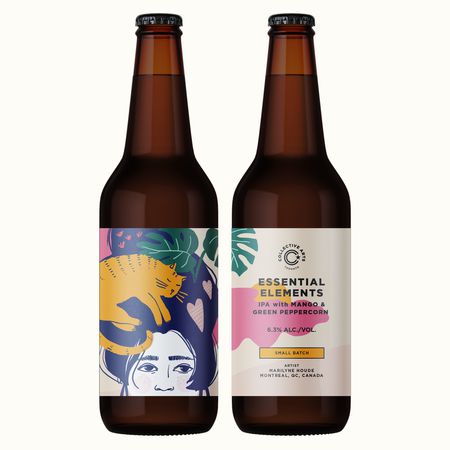 COLLECTIVE ARTS
TORONTO
ESSENTIAL
ELEMENTS
IPA with MANGO &
GREEN PEPPERCORN
6.3% ALC./VOL.
SMALL BATCH
ARTIST
MARILYNE HOUDE
MONTREAL, QC, CANADA